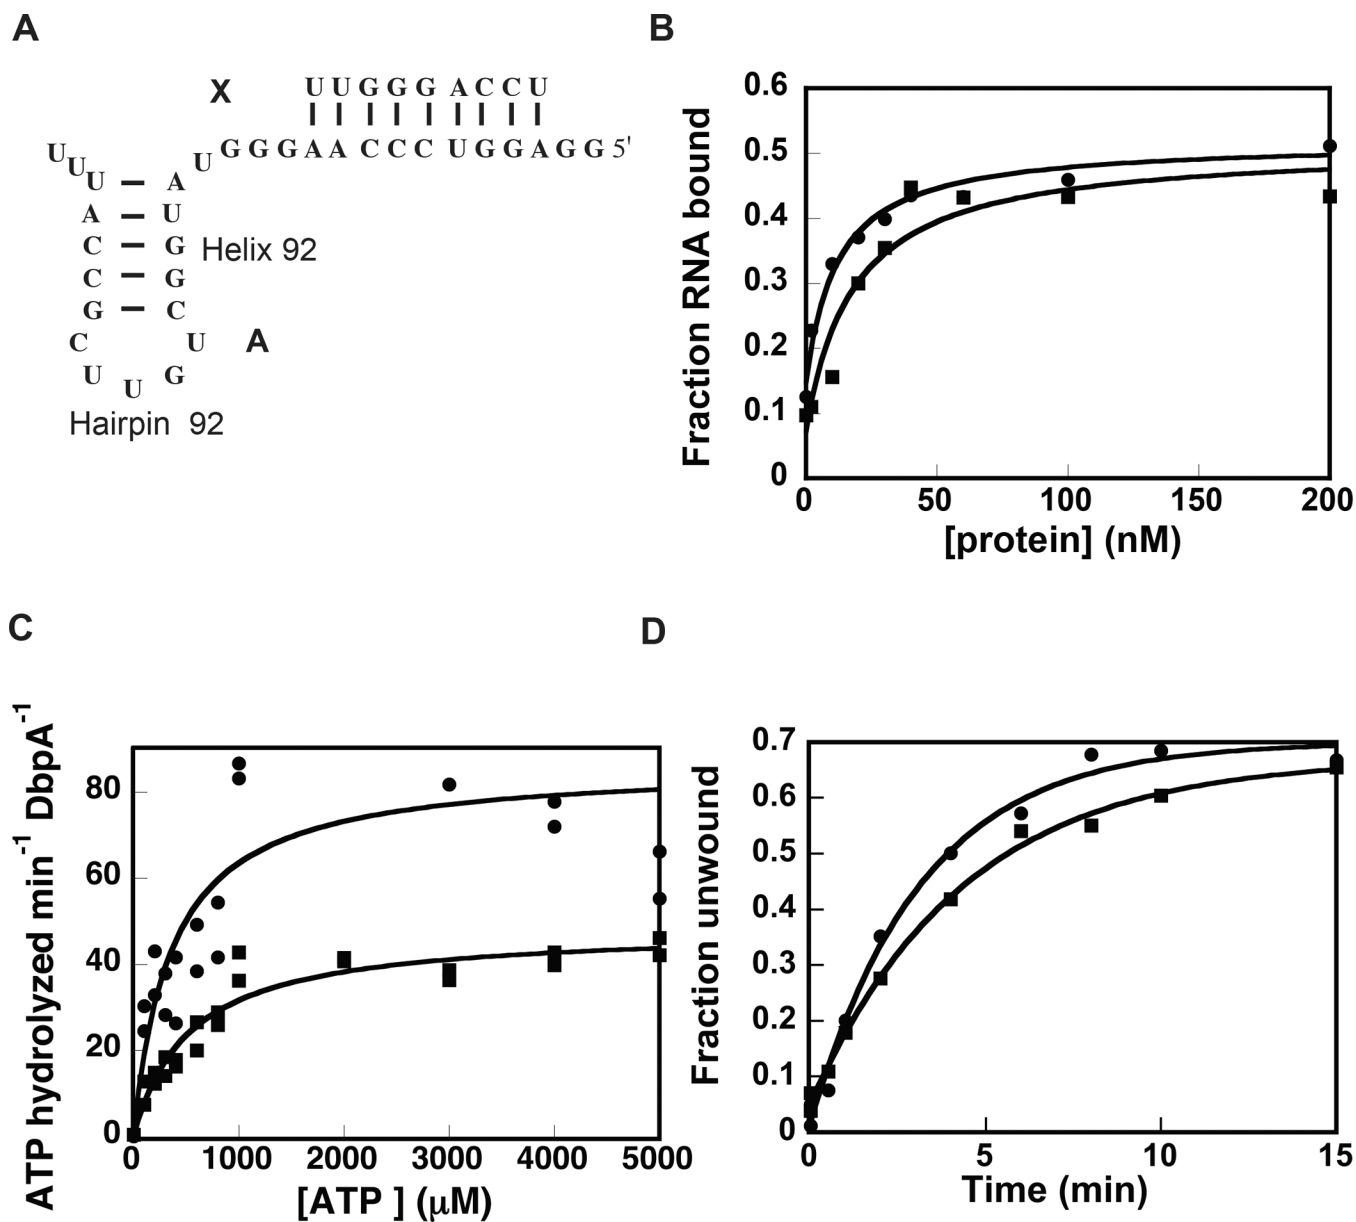 A
X
U U G G G A C C U
U G G G A A C C C U G G A G G 5'
U U U A
A U
C G
Helix 92
C G
G C
C U A
U U G
Hairpin 92
B
Fraction RNA bound
0.6
0.5
0.4
0.3
0.2
0.1
0
0 50 100 150 200
[protein] (nM)
C
ATP hydrolyzed min-1 DbpA-1
80
60
40
20
0
0 1000 2000 3000 4000 5000
[ATP ] (μM)
D
Fraction unwound
0.7
0.6
0.5
0.4
0.3
0.2
0.1
0
0 5 10 15
Time (min)